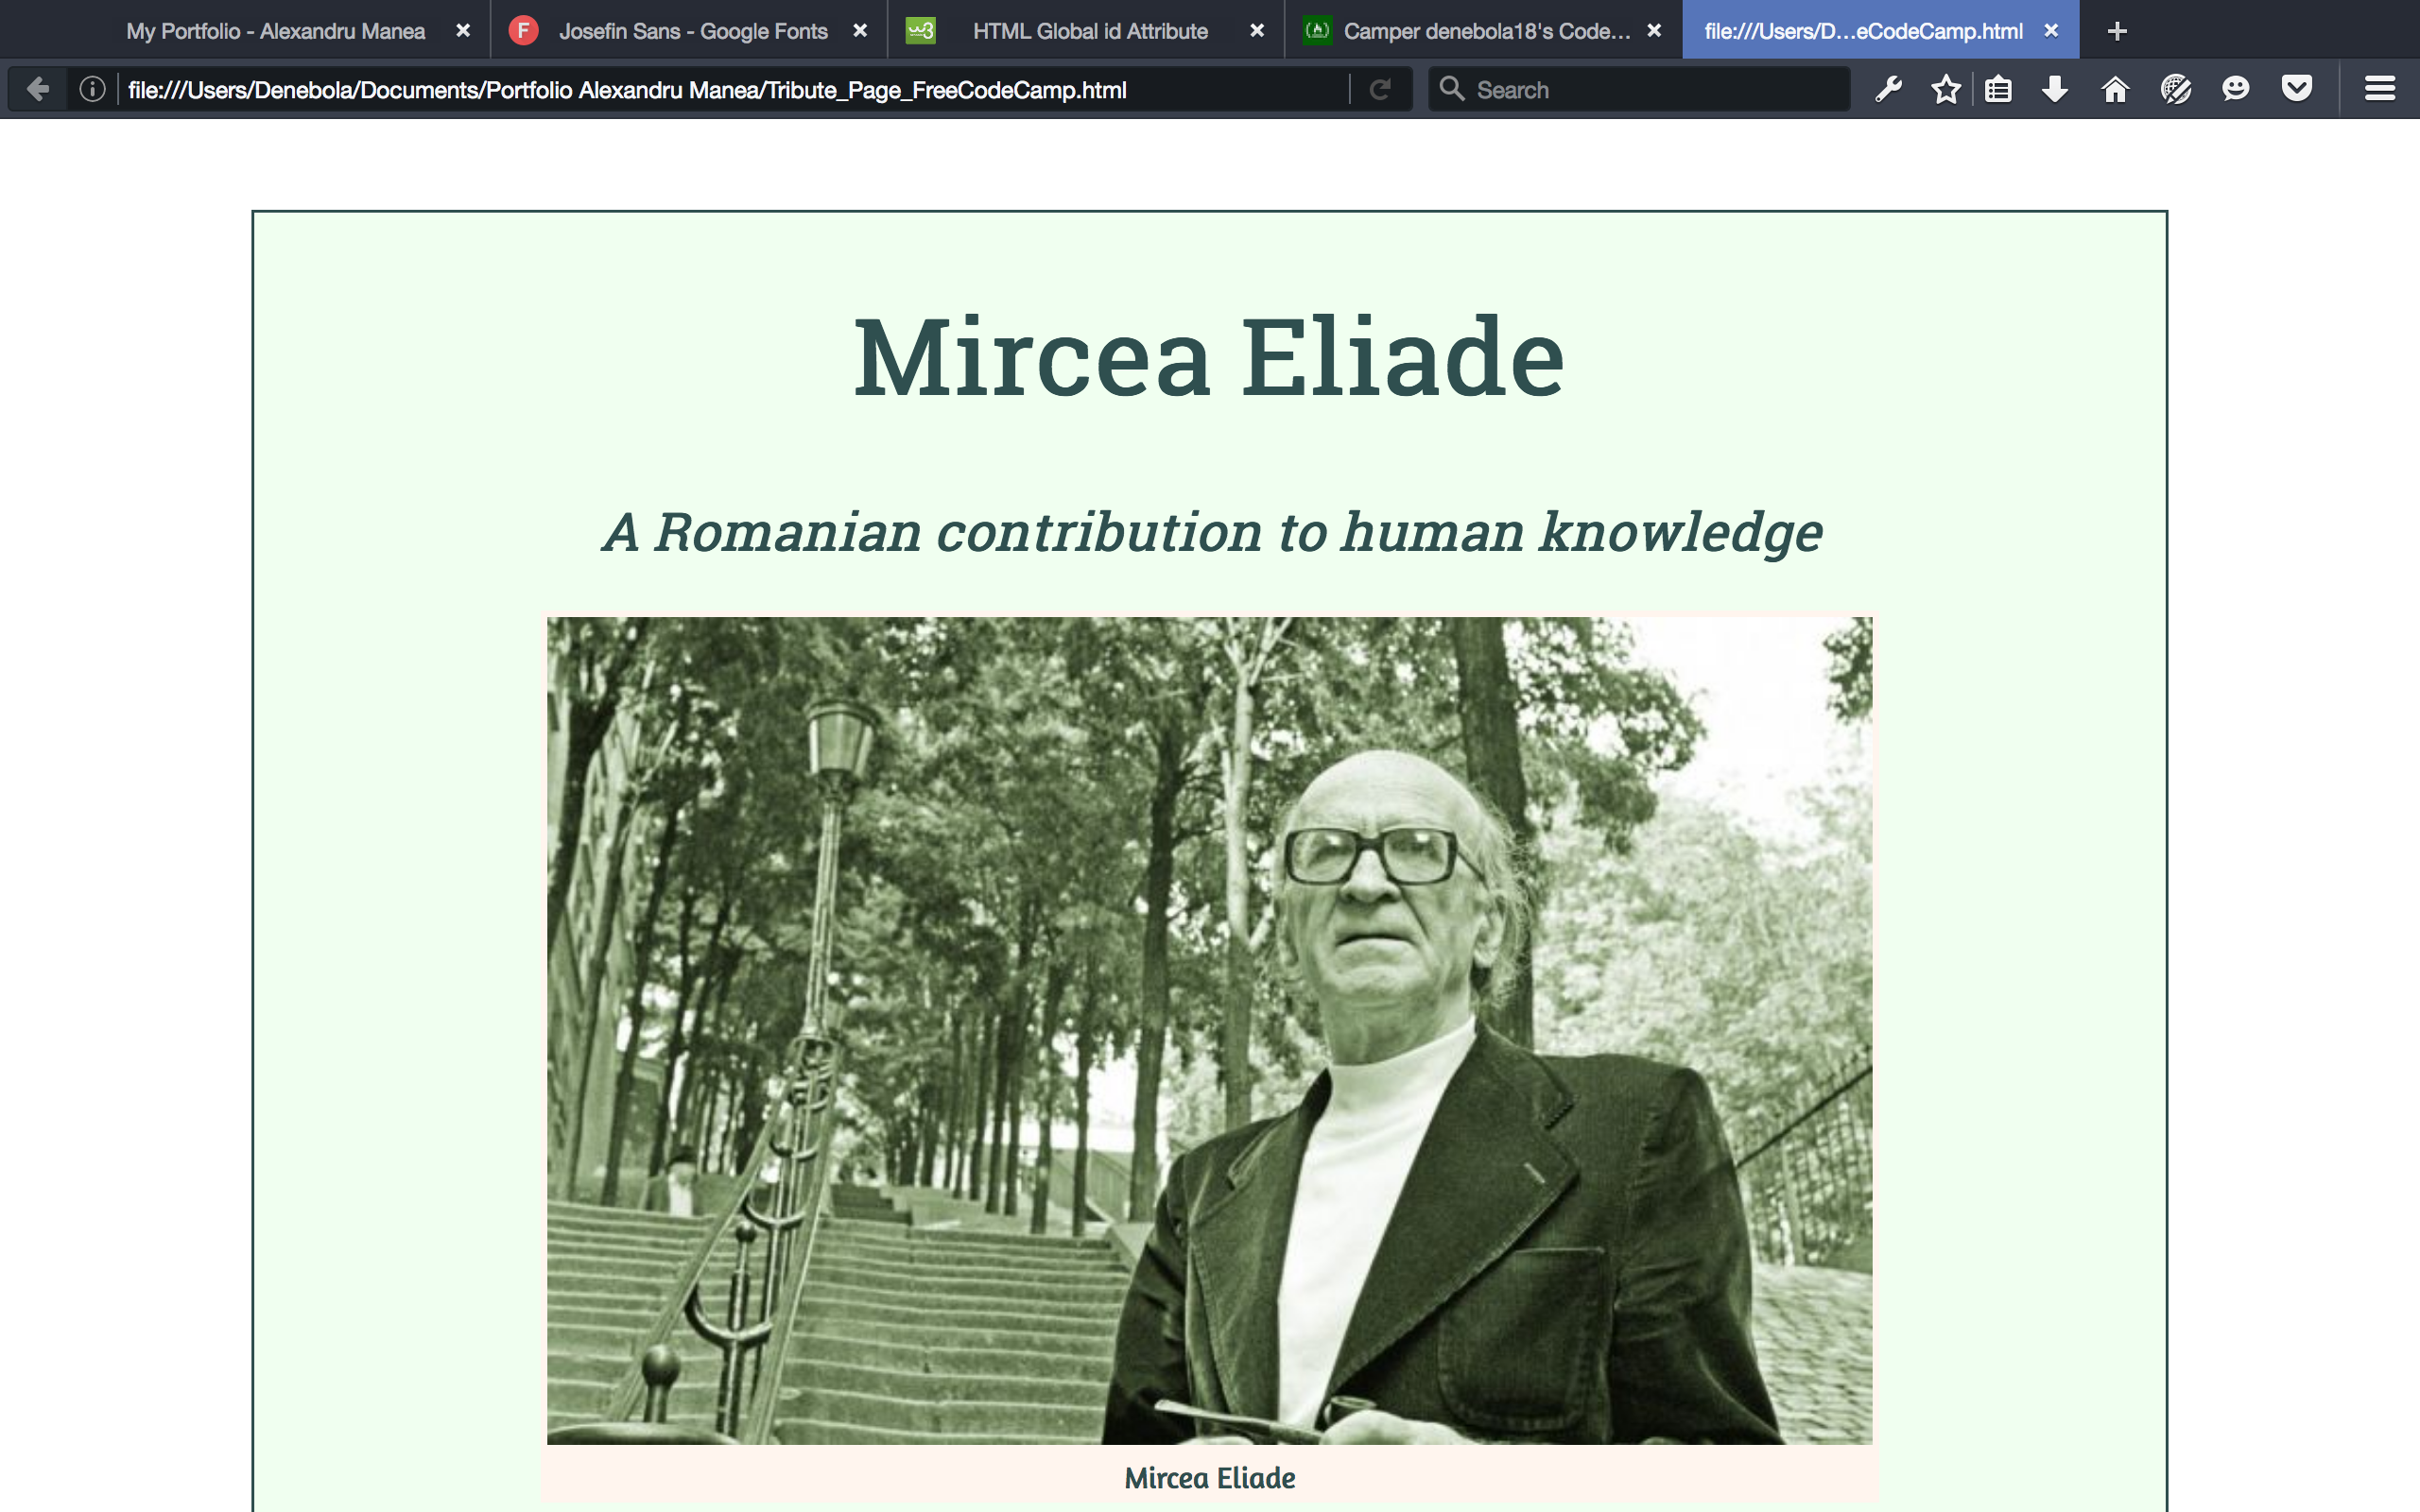 My Portfolio - Alexandru Manea
F
Josefin Sans - Google Fonts
w3
HTML Global id Attribute
Camper denebola18's Code...
file:///Users/D...eCodeCamp.html
file:///Users/Denebola/Documents/Portfolio Alexandru Manea/Tribute_Page_FreeCodeCamp.html
Search
Mircea Eliade
A Romanian contribution to human knowledge
Mircea Eliade